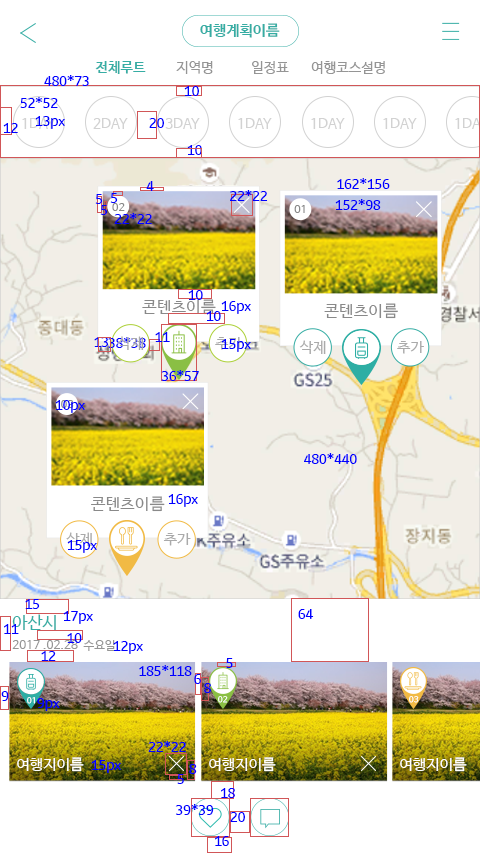 여행계획이름
전체루트 지역명 일정표 여행코스설명
480*73
10
52*52
12
13px
1DAY 2DAY 3DAY 1DAY 1DAY 1DAY 1DA
20
10
4
5 5
5
02
22*22
22*22
162*156
152*98
01
콘텐츠이름
10
16px
10
콘텐츠이름
중대동
경찰서
11
13
38*38
추가
15px
삭제 추가
36*57
GS25
03
10px
480*440
콘텐츠이름
16px
삭제
15px
추가
K주유소
GS주유소
장지동
15
64
아산시
17px
11
10
2017 .02.28 수요일
12px
12
5
185*118
6
8
9
01
02
03
22*22
여행지이름
15px
여행지이름
여행지이름
8
5
18
39*39
20
16